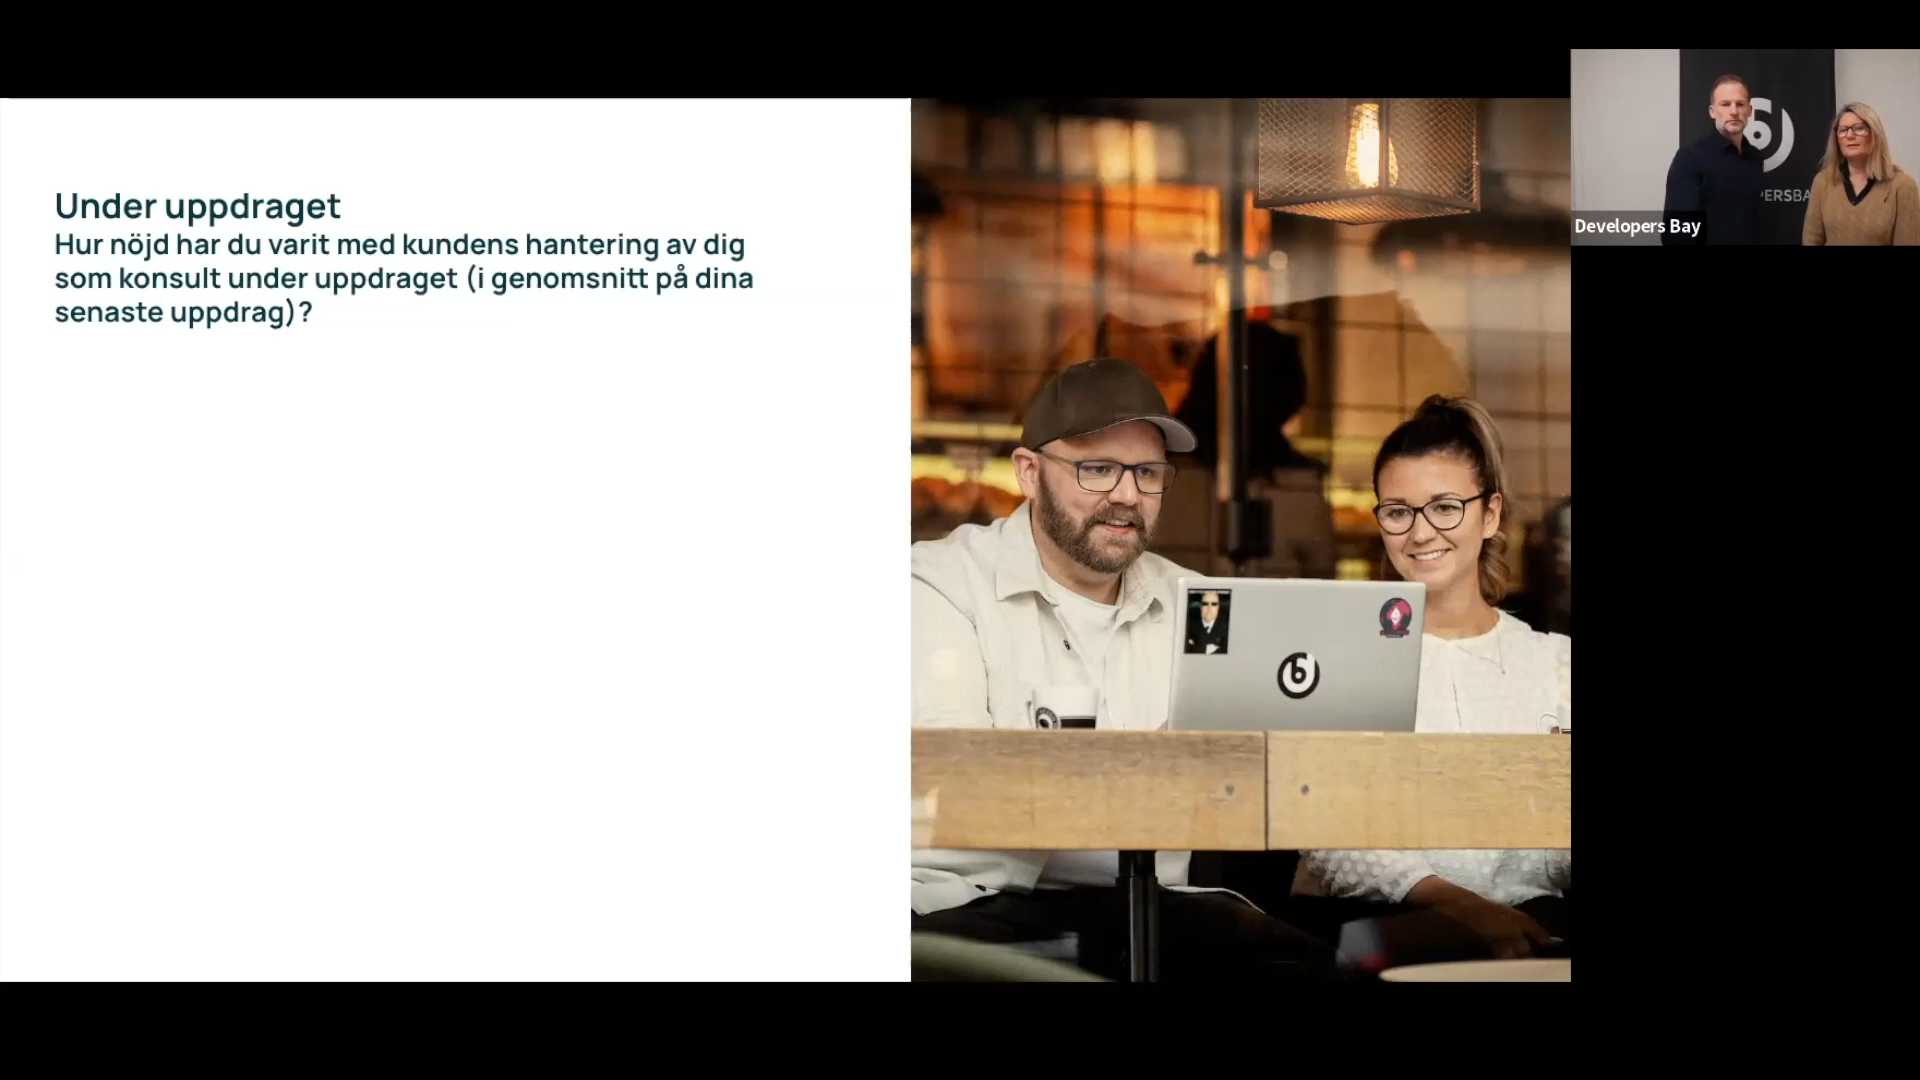 Under uppdraget
Hur nöjd har du varit med kundens hantering av dig
som konsult under uppdraget (i genomsnitt på dina
senaste uppdrag)?
Developers Bay